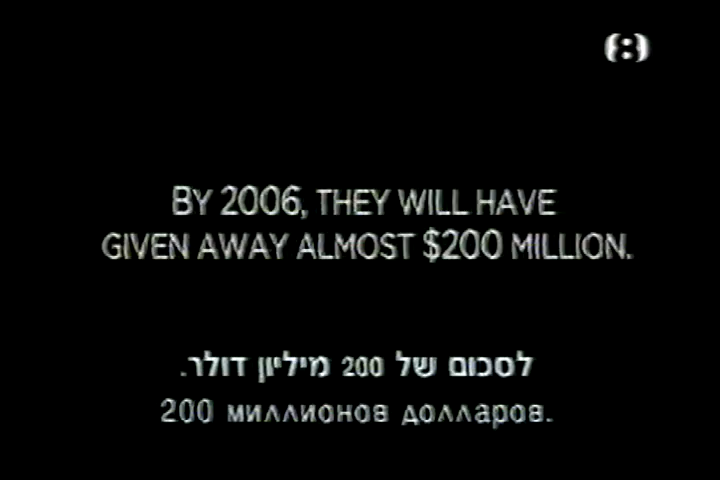 (8)
BY 2006, THEY WILL HAVE
GIVEN AWAY ALMOST $200 MILLION.
לסכום של 200 מיליון דולר.
200 миллионов долларов.